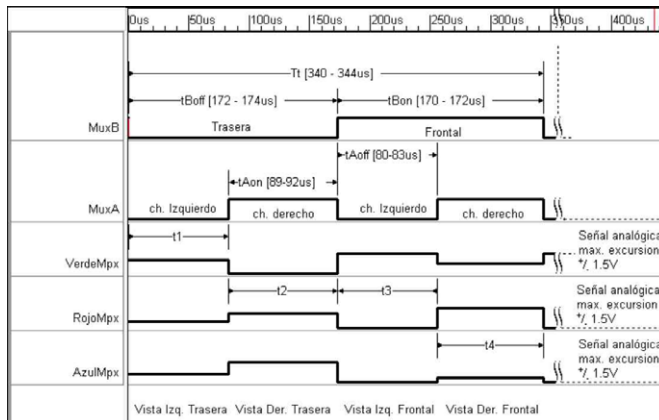 0us 50us 100us 150us 200us 250us 300us 350us 400us
Tt [340 - 344us]
tBoff [172 - 174us] tBon [170 - 172us]
MuxB Trasera Frontal
tAoff [80-83us]
tAon [89-92us]
MuxA ch. Izquierdo ch. derecho ch. Izquierdo ch. derecho
t1 Señal analógica
max. excursion
VerdeMpx +/_ 1.5V
t2 t3 Señal analógica
max. excursion
RojoMpx +/_ 1.5V
t4 Señal analógica
max. excursion
AzulMpx +/_ 1.5V
Vista Izq. Trasera Vista Der. Trasera Vista Izq. Frontal Vista Der. Frontal